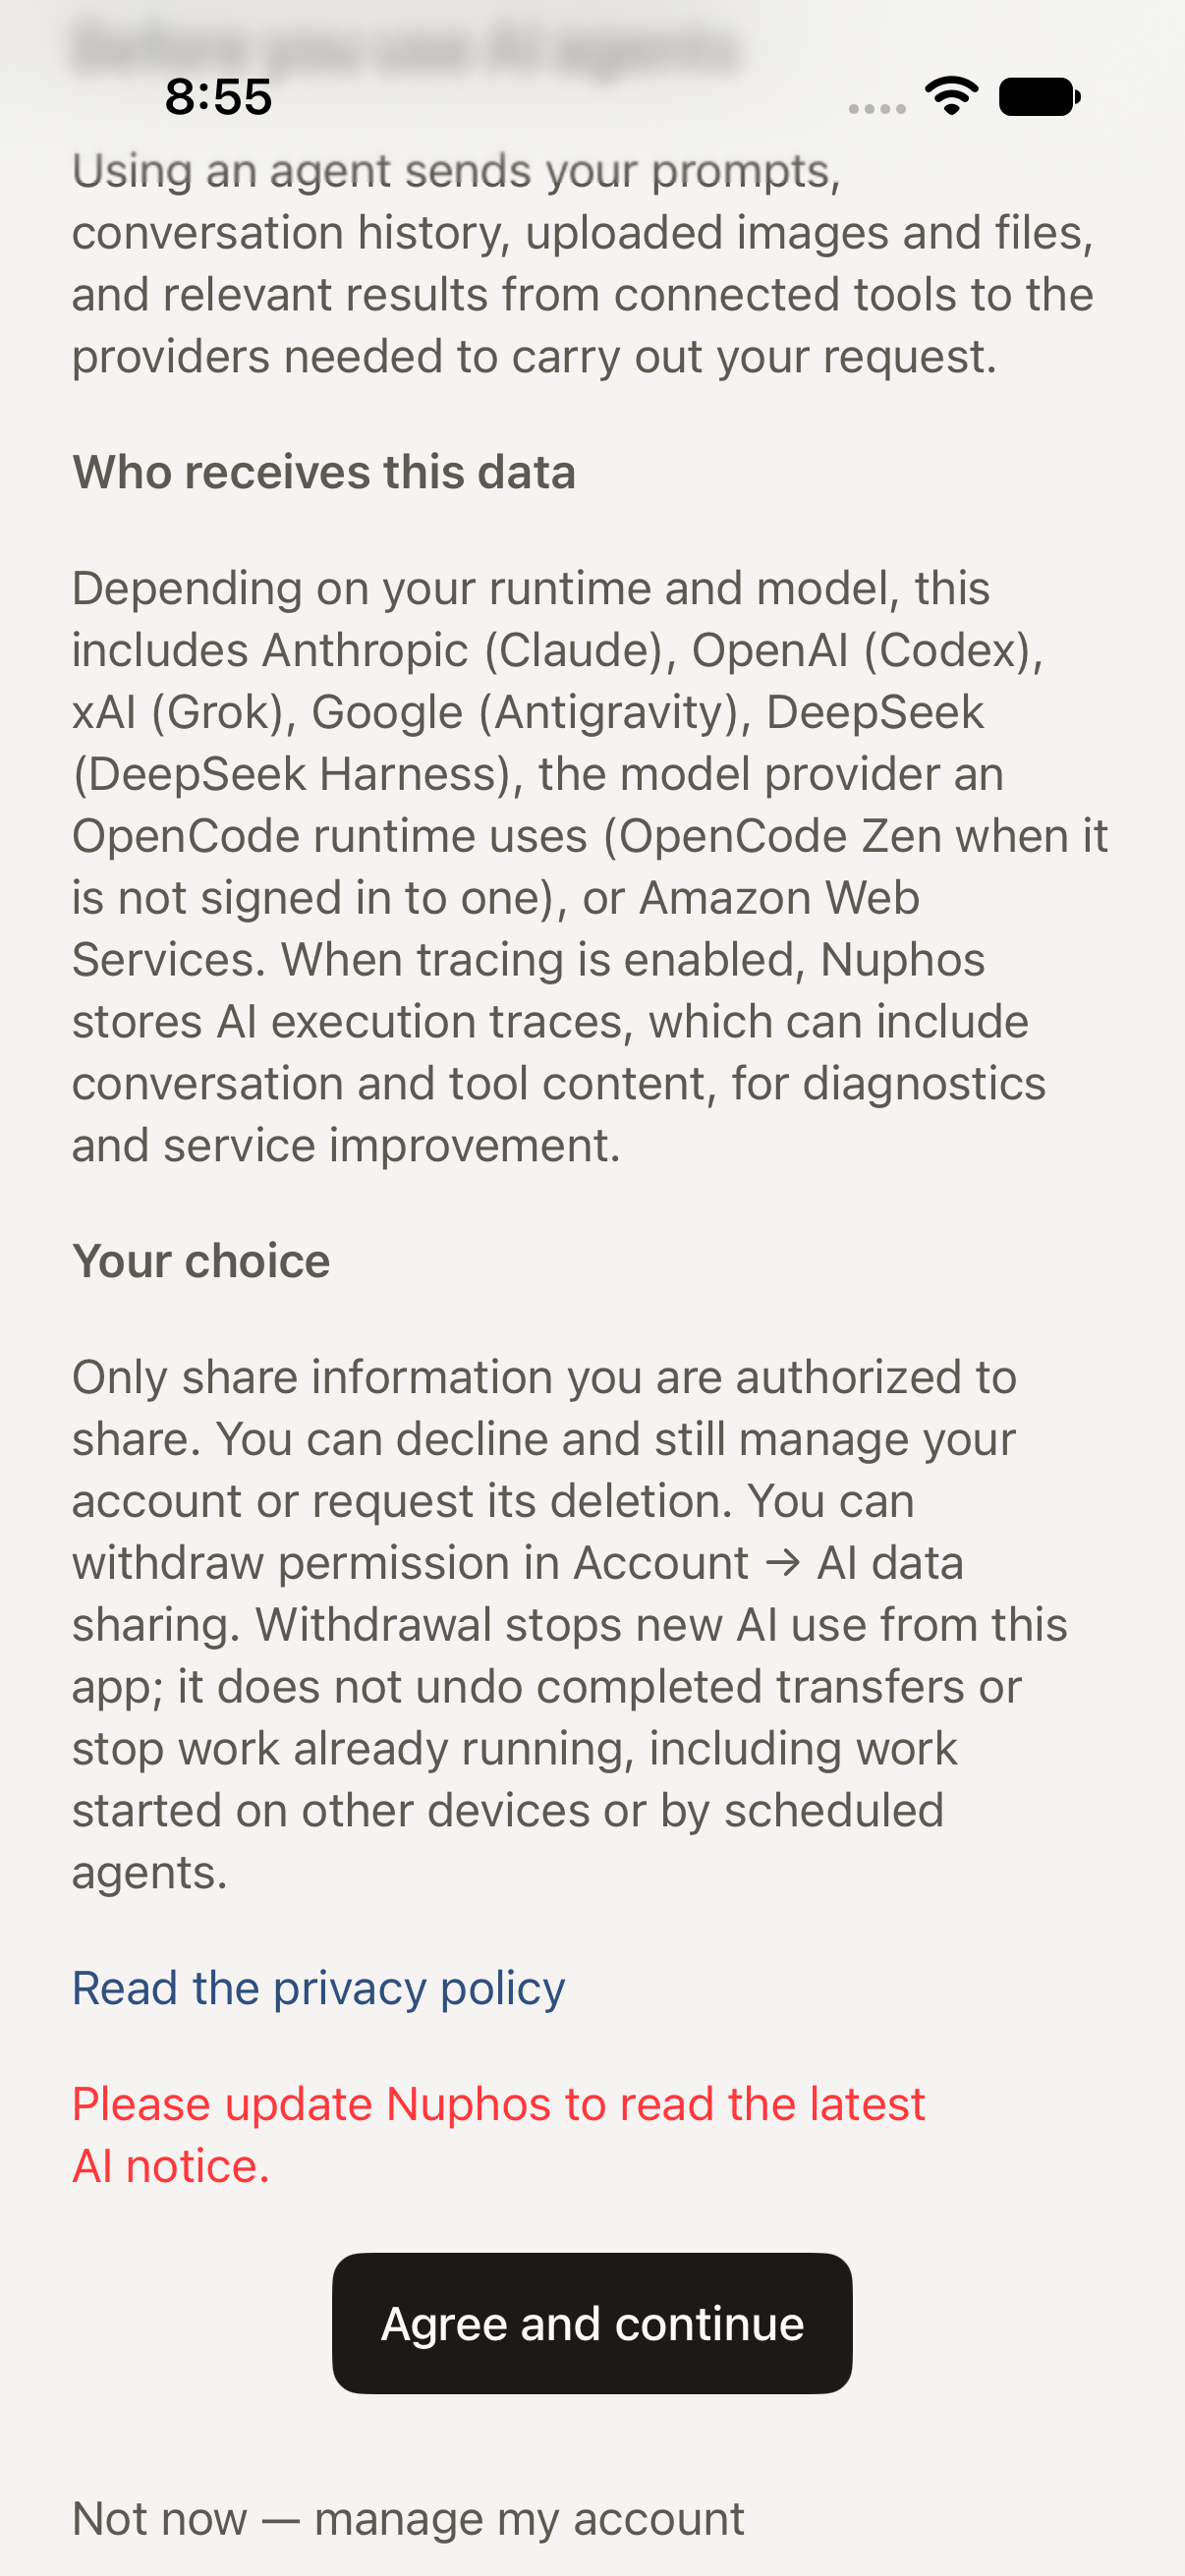 Before you use AI agents
8:55
Using an agent sends your prompts,
conversation history, uploaded images and files,
and relevant results from connected tools to the
providers needed to carry out your request.
Who receives this data
Depending on your runtime and model, this
includes Anthropic (Claude), OpenAI (Codex),
xAI (Grok), Google (Antigravity), DeepSeek
(DeepSeek Harness), the model provider an
OpenCode runtime uses (OpenCode Zen when it
is not signed in to one), or Amazon Web
Services. When tracing is enabled, Nuphos
stores AI execution traces, which can include
conversation and tool content, for diagnostics
and service improvement.
Your choice
Only share information you are authorized to
share. You can decline and still manage your
account or request its deletion. You can
withdraw permission in Account → AI data
sharing. Withdrawal stops new AI use from this
app; it does not undo completed transfers or
stop work already running, including work
started on other devices or by scheduled
agents.
Read the privacy policy
Please update Nuphos to read the latest
AI notice.
Agree and continue
Not now — manage my account